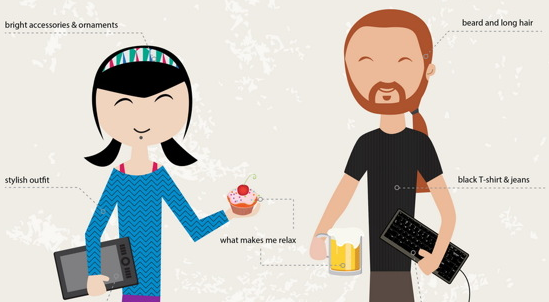 bright accessories & ornaments
beard and long hair
stylish outfit
black T-shirt & jeans
what makes me relax